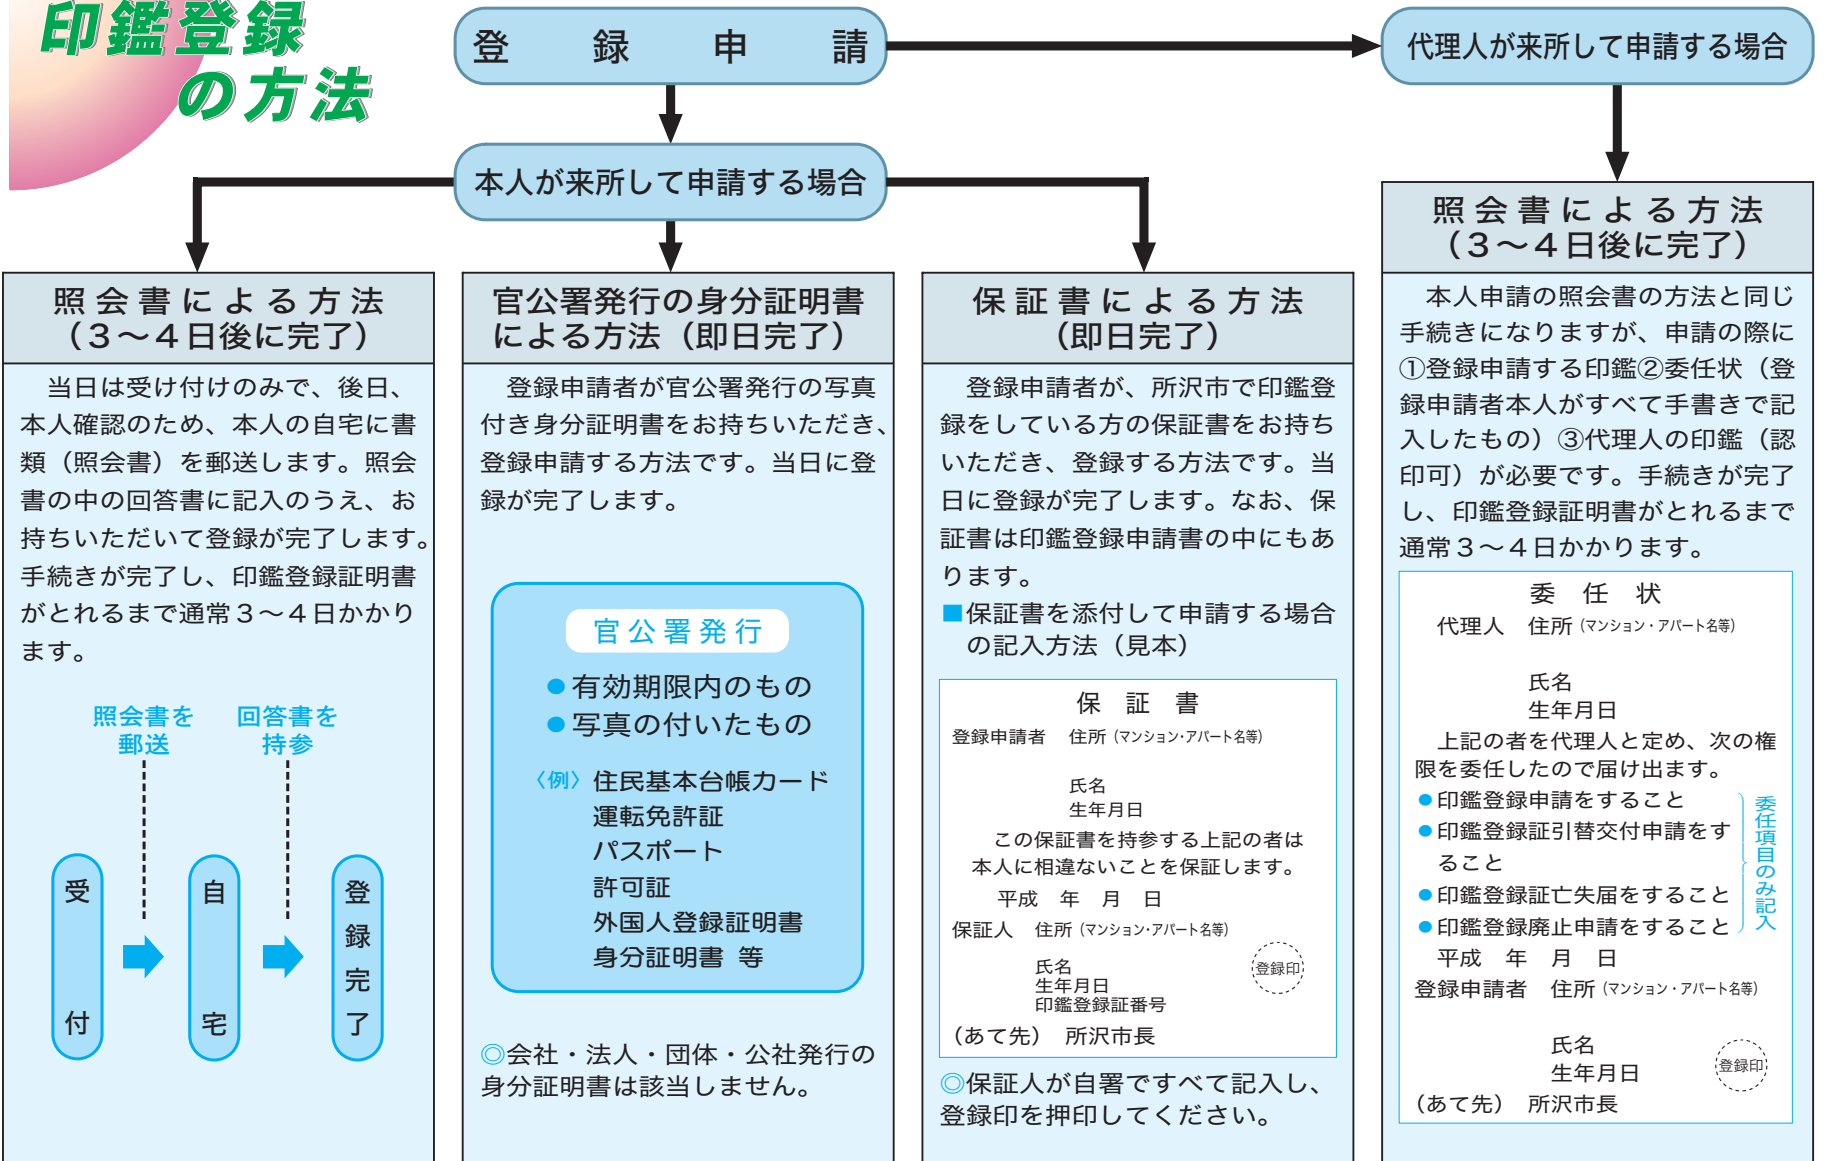 印鑑登録
の方法
登録申請
代理人が来所して申請する場合
本人が来所して申請する場合
照会書による方法
（３〜４日後に完了）
当日は受け付けのみで、後日、
本人確認のため、本人の自宅に書
類（照会書）を郵送します。照会
書の中の回答書に記入のうえ、お
持ちいただいて登録が完了します。
手続きが完了し、印鑑登録証明書
がとれるまで通常３〜４日かかり
ます。
照会書を
郵送
回答書を
持参
受付
自宅
登録完了
官公署発行の身分証明書
による方法（即日完了）
登録申請者が官公署発行の写真
付き身分証明書をお持ちいただき、
登録申請する方法です。当日に登
録が完了します。
官公署発行
●有効期限内のもの
●写真の付いたもの
〈例〉住民基本台帳カード
運転免許証
パスポート
許可証
外国人登録証明書
身分証明書 等
◎会社・法人・団体・公社発行の
身分証明書は該当しません。
保証書による方法
（即日完了）
登録申請者が、所沢市で印鑑登
録をしている方の保証書をお持ち
いただき、登録する方法です。当
日に登録が完了します。なお、保
証書は印鑑登録申請書の中にもあ
ります。
■保証書を添付して申請する場合
の記入方法（見本）
保証書
登録申請者 住所（マンション・アパート名等）
氏名
生年月日
この保証書を持参する上記の者は
本人に相違ないことを保証します。
平成 年 月 日
保証人 住所（マンション・アパート名等）
氏名
生年月日
印鑑登録証番号
登録印
（あて先） 所沢市長
◎保証人が自署ですべて記入し、
登録印を押印してください。
照会書による方法
（３〜４日後に完了）
本人申請の照会書の方法と同じ
手続きになりますが、申請の際に
①登録申請する印鑑②委任状（登
録申請者本人がすべて手書きで記
入したもの）③代理人の印鑑（認
印可）が必要です。手続きが完了
し、印鑑登録証明書がとれるまで
通常３〜４日かかります。
委任状
代理人 住所（マンション・アパート名等）
氏名
生年月日
上記の者を代理人と定め、次の権
限を委任したので届け出ます。
●印鑑登録申請をすること
●印鑑登録証引替交付申請をす
ること
●印鑑登録証亡失届をすること
●印鑑登録廃止申請をすること
委任項目のみ記入
平成 年 月 日
登録申請者 住所（マンション・アパート名等）
氏名
生年月日
登録印
（あて先） 所沢市長